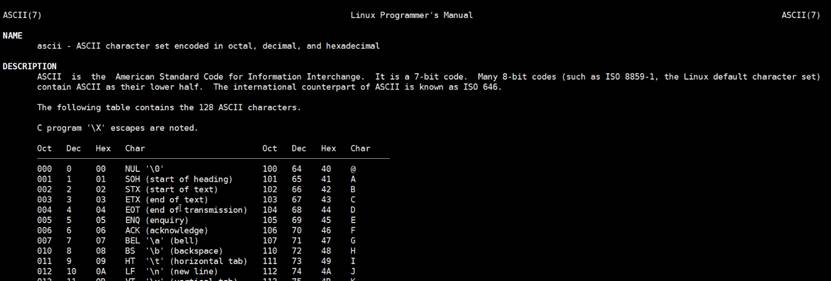 ASCII(7) Linux Programmer's Manual ASCII(7)
NAME
ascii - ASCII character set encoded in octal, decimal, and hexadecimal
DESCRIPTION
ASCII is the American Standard Code for Information Interchange. It is a 7-bit code. Many 8-bit codes (such as ISO 8859-1, the Linux default character set)
contain ASCII as their lower half. The international counterpart of ASCII is known as ISO 646.
The following table contains the 128 ASCII characters.
C program '\X' escapes are noted.
Oct Dec Hex Char Oct Dec Hex Char
000 0 00 NUL '\0' 100 64 40 @
001 1 01 SOH (start of heading) 101 65 41 A
002 2 02 STX (start of text) 102 66 42 B
003 3 03 ETX (end of text) 103 67 43 C
004 4 04 EOT (end of transmission) 104 68 44 D
005 5 05 ENQ (enquiry) 105 69 45 E
006 6 06 ACK (acknowledge) 106 70 46 F
007 7 07 BEL '\a' (bell) 107 71 47 G
010 8 08 BS '\b' (backspace) 110 72 48 H
011 9 09 HT '\t' (horizontal tab) 111 73 49 I
012 10 0A LF '\n' (new line) 112 74 4A J